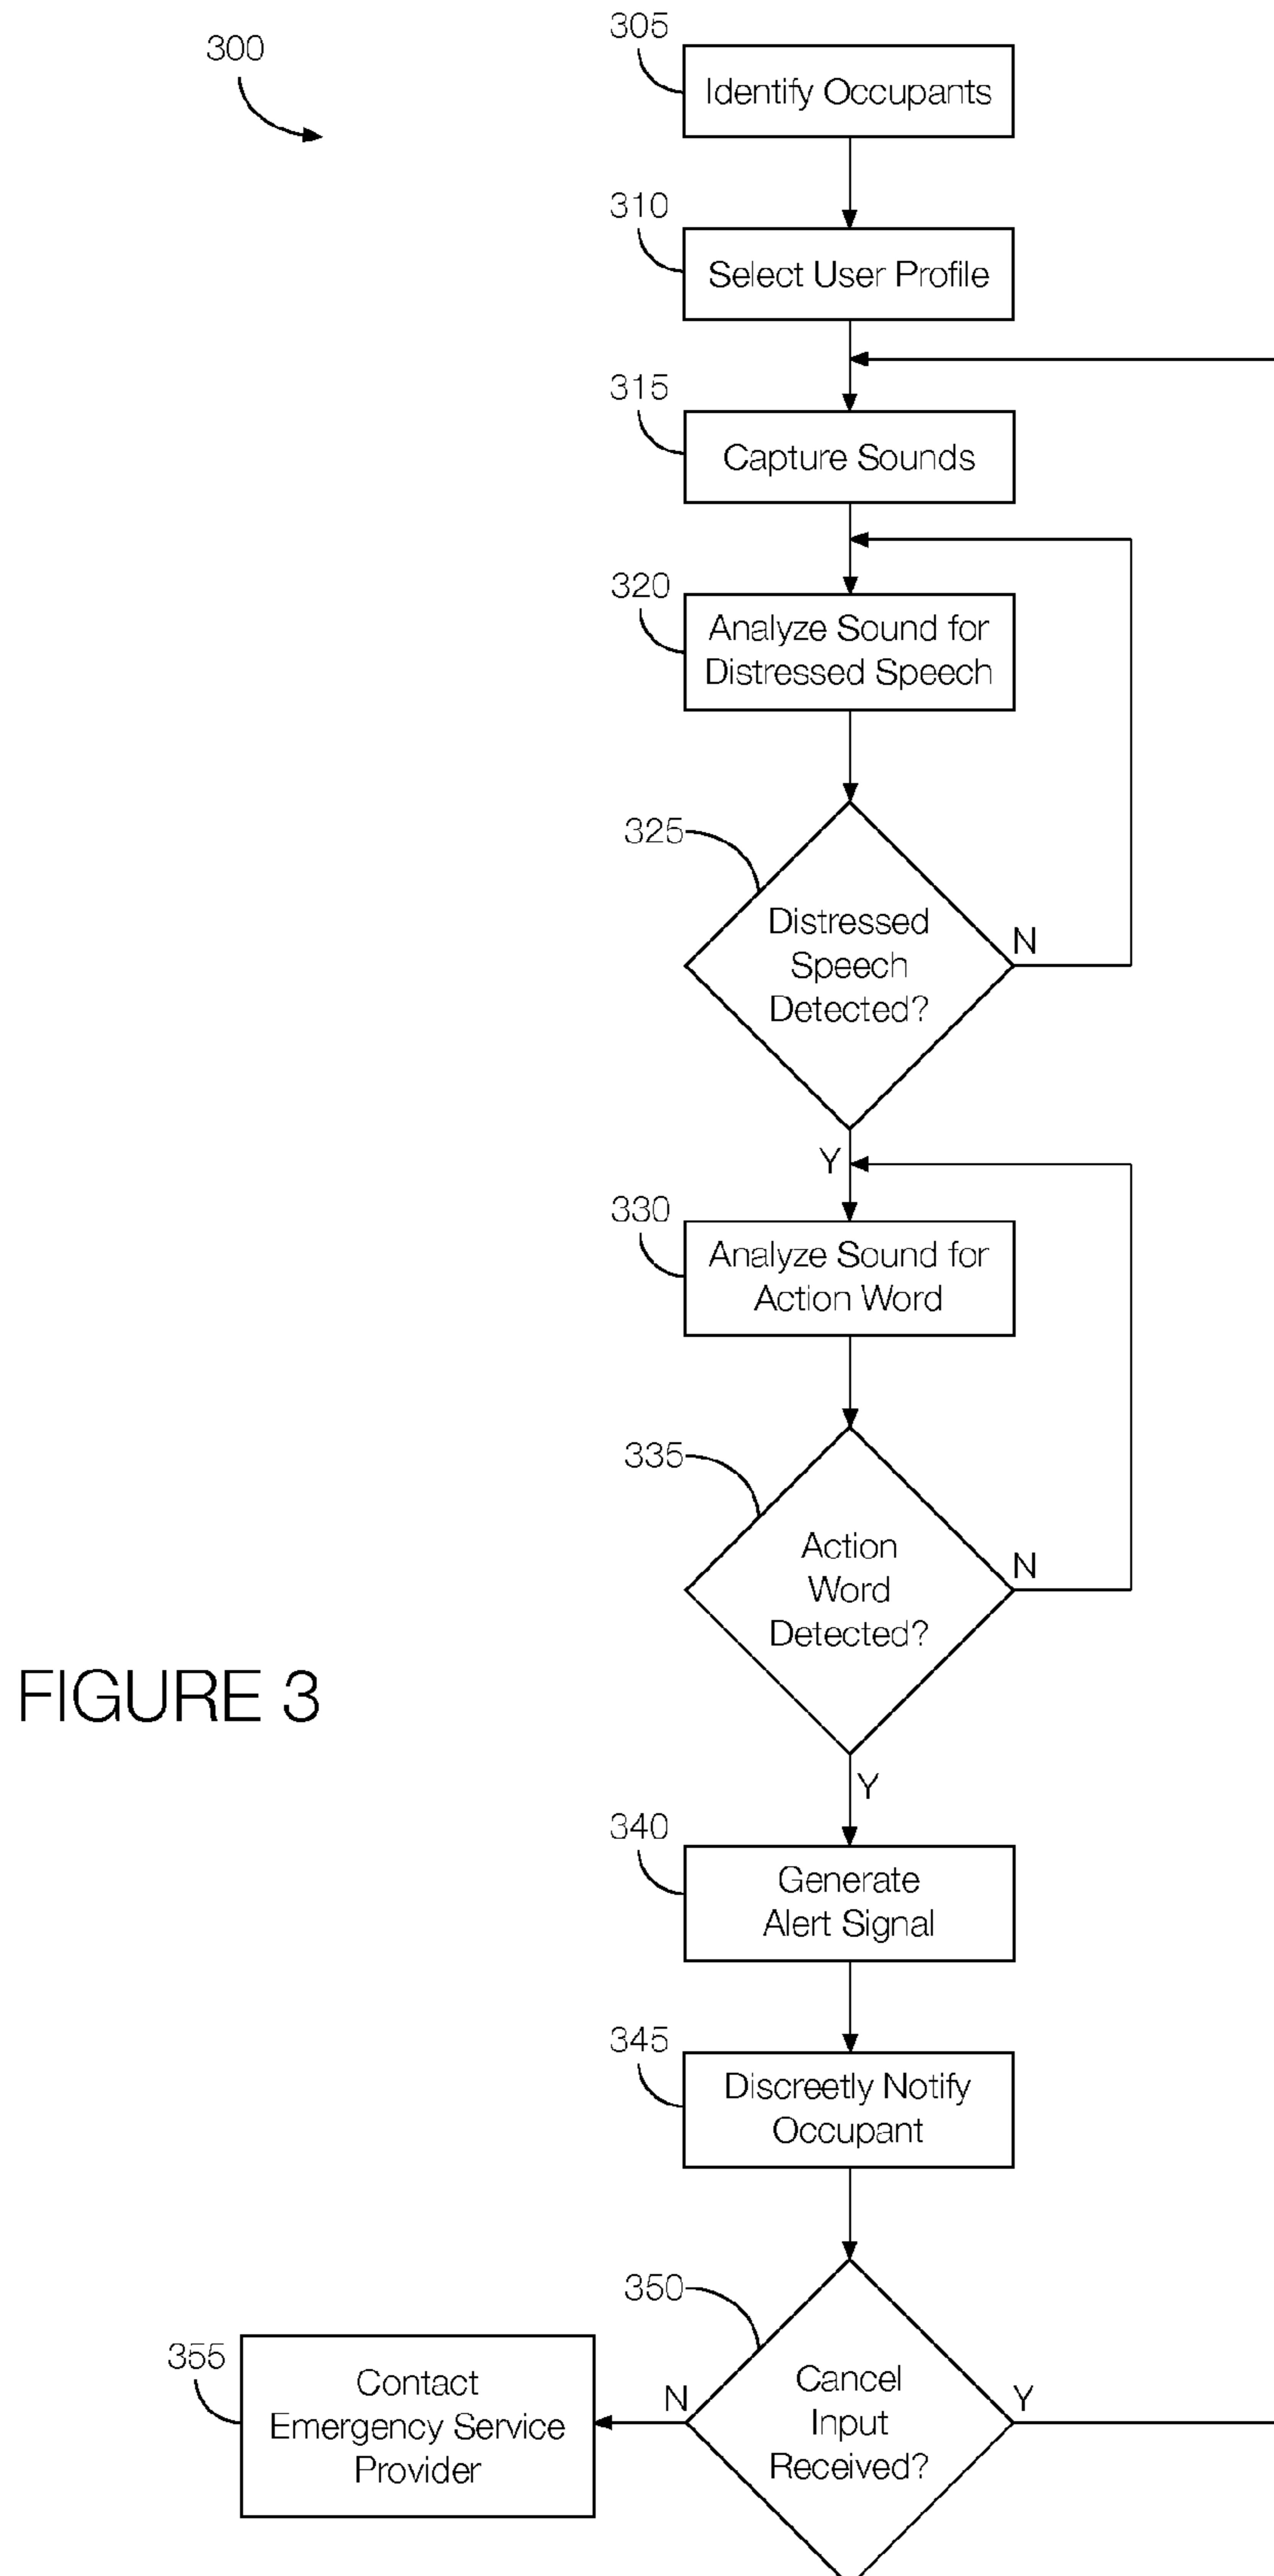 300
305
Identify Occupants
310
Select User Profile
315
Capture Sounds
320
Analyze Sound for
Distressed Speech
325
Distressed
Speech
Detected?
N
Y
330
Analyze Sound for
Action Word
335
Action
Word
Detected?
N
FIGURE 3
Y
340
Generate
Alert Signal
345
Discreetly Notify
Occupant
350
Cancel
Input
Received?
N
Y
355
Contact
Emergency Service
Provider